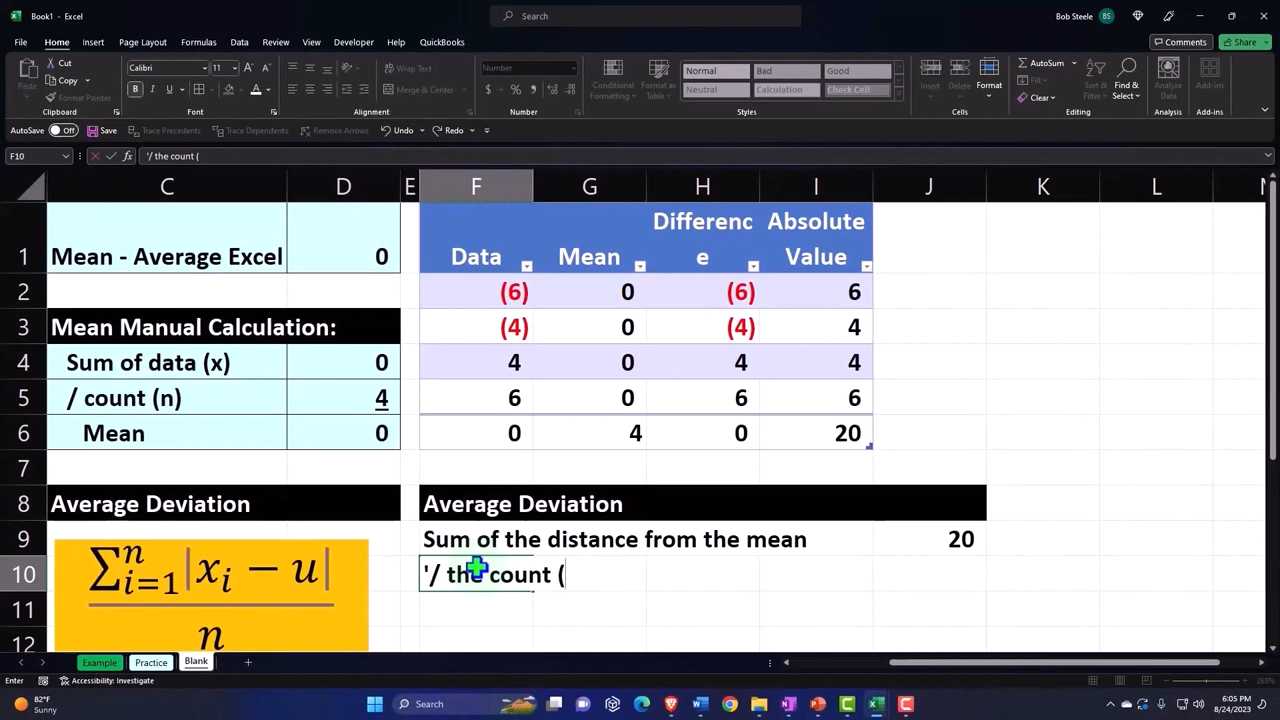 Book1 - Excel
Search
Bob Steele BS
File Home Insert Page Layout Formulas Data Review View Developer Help QuickBooks
Comments Share
Paste
Cut
Copy
Format Painter
Clipboard
Calibri 11
B I U
Font
Wrap Text
Merge & Center
Alignment
Number
Number
Conditional Formatting
Format as Table
Normal Bad Good
Neutral Calculation Check Cell
Styles
Insert Delete Format
Cells
AutoSum
Fill
Clear
Sort & Filter
Find & Select
Editing
Analyze Data
Analysis
Add-ins
Add-ins
AutoSave Off Save Trace Precedents Trace Dependents Remove Arrows Undo Redo
F10 '/ the count (
C D E F G H I J K L
1 Mean - Average Excel 0 Data Mean Differenc e Absolute Value
2 (6) 0 (6) 6
3 Mean Manual Calculation: (4) 0 (4) 4
4 Sum of data (x) 0 4 0 4 4
5 / count (n) 4 6 0 6 6
6 Mean 0 0 4 0 20
7
8 Average Deviation Average Deviation
9 Sum of the distance from the mean 20
10 '/ the count (
11
12
∑ⁿᵢ₌₁ |xᵢ − u|
n
Example Practice Blank
Enter Accessibility: Investigate 265%
82°F
Sunny
Search
6:05 PM
8/24/2023